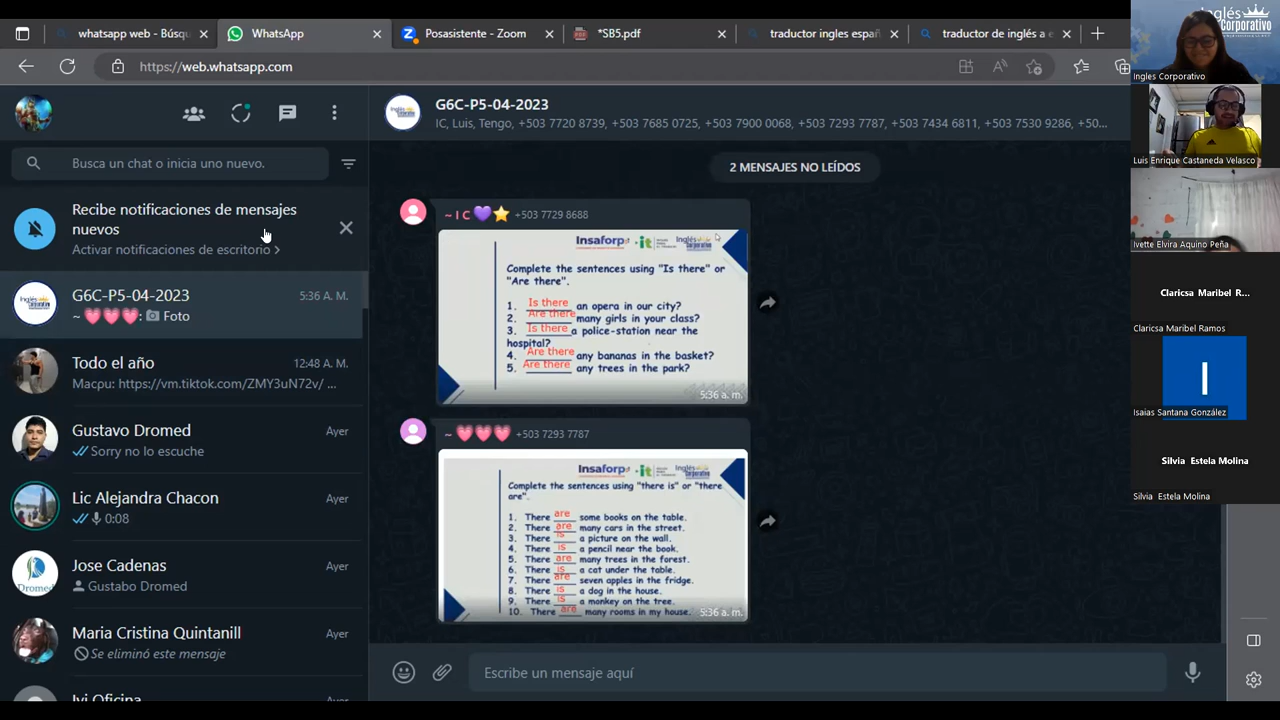 whatsapp web - Búsqu
WhatsApp
Posasistente - Zoom
*SB5.pdf
traductor ingles españ
traductor de inglés a e
https://web.whatsapp.com
Busca un chat o inicia uno nuevo.
Recibe notificaciones de mensajes
nuevos
Activar notificaciones de escritorio >
G6C-P5-04-2023
5:36 A. M.
~ 💗💗💗: Foto
Todo el año
12:48 A. M.
Macpu: https://vm.tiktok.com/ZMY3uN72v/ ...
Gustavo Dromed
Ayer
Sorry no lo escuche
Lic Alejandra Chacon
Ayer
0:08
Jose Cadenas
Ayer
Gustabo Dromed
Dromed
Maria Cristina Quintanill
Ayer
Se eliminó este mensaje
Ivi Oficina
Ayer
G6C-P5-04-2023
IC, Luis, Tengo, +503 7720 8739, +503 7685 0725, +503 7900 0068, +503 7293 7787, +503 7434 6811, +503 7530 9286, +50...
2 MENSAJES NO LEÍDOS
~ I C 💜⭐ +503 7729 8688
Insaforp
it
Inglés Corporativo
Complete the sentences using "Is there" or
"Are there".
1. Is there an opera in our city?
2. Are there many girls in your class?
3. Is there a police-station near the
hospital?
4. Are there any bananas in the basket?
5. Are there any trees in the park?
5:36 a. m.
~ 💗💗💗 +503 7293 7787
Insaforp
it
Inglés Corporativo
Complete the sentences using "there is" or "there
are".
1. There are some books on the table.
2. There are many cars in the street.
3. There is a picture on the wall.
4. There is a pencil near the book.
5. There are many trees in the forest.
6. There is a cat under the table.
7. There are seven apples in the fridge.
8. There is a dog in the house.
9. There is a monkey on the tree.
10. There are many rooms in my house.
5:36 a. m.
Escribe un mensaje aquí
Inglés
Ingles Corporativo
Luis Enrique Castaneda Velasco
Ivette Elvira Aquino Peña
Claricsa Maribel R...
Claricsa Maribel Ramos
I
Isaias Santana González
Silvia Estela Molina
Silvia Estela Molina